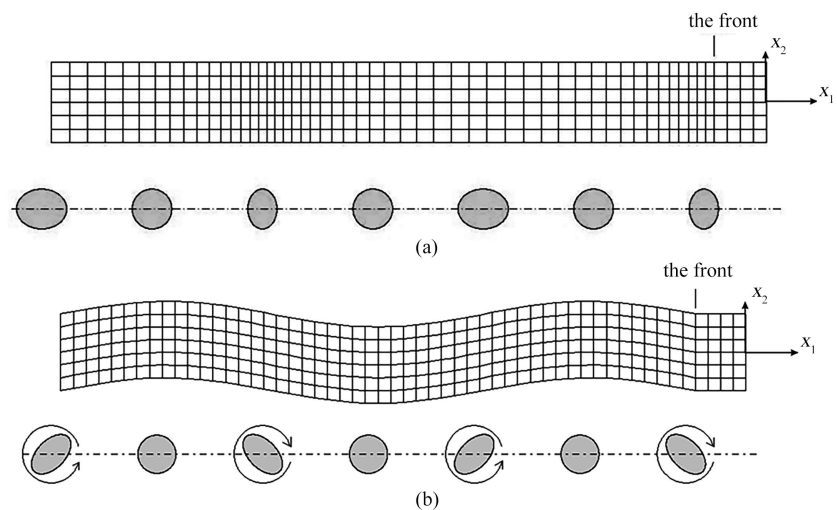 the front
x₂
x₁
(a)
the front
x₂
x₁
(b)